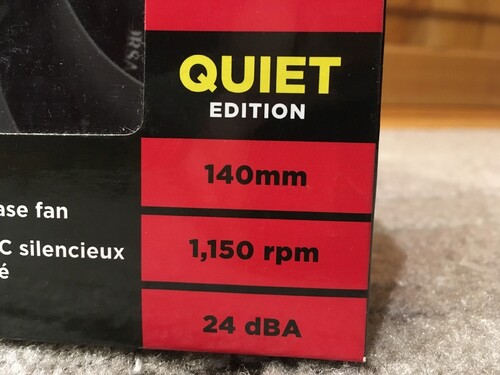 QUIET
EDITION
140mm
ase fan
1,150 rpm
C silencieux
é
24 dBA